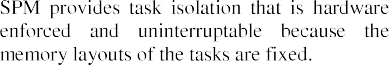 SPM provides task isolation that is hardware
enforced and uninterruptable because the
memory layouts of the tasks are fixed.